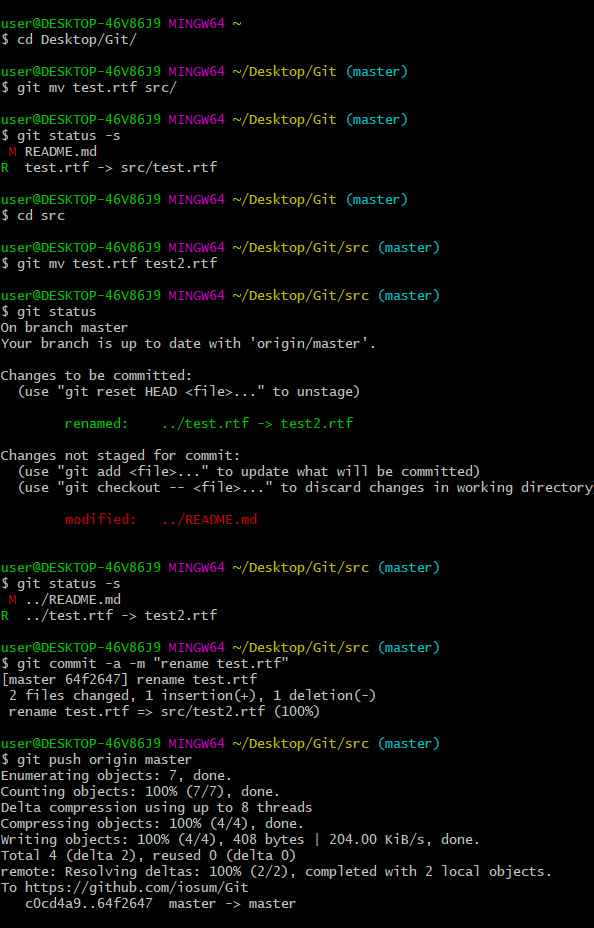 user@DESKTOP-46V86J9 MINGW64 ~
$ cd Desktop/Git/
user@DESKTOP-46V86J9 MINGW64 ~/Desktop/Git (master)
$ git mv test.rtf src/
user@DESKTOP-46V86J9 MINGW64 ~/Desktop/Git (master)
$ git status -s
 M README.md
R  test.rtf -> src/test.rtf
user@DESKTOP-46V86J9 MINGW64 ~/Desktop/Git (master)
$ cd src
user@DESKTOP-46V86J9 MINGW64 ~/Desktop/Git/src (master)
$ git mv test.rtf test2.rtf
user@DESKTOP-46V86J9 MINGW64 ~/Desktop/Git/src (master)
$ git status
On branch master
Your branch is up to date with 'origin/master'.
Changes to be committed:
  (use "git reset HEAD <file>..." to unstage)
        renamed:    ../test.rtf -> test2.rtf
Changes not staged for commit:
  (use "git add <file>..." to update what will be committed)
  (use "git checkout -- <file>..." to discard changes in working directory
        modified:   ../README.md
user@DESKTOP-46V86J9 MINGW64 ~/Desktop/Git/src (master)
$ git status -s
 M ../README.md
R  ../test.rtf -> test2.rtf
user@DESKTOP-46V86J9 MINGW64 ~/Desktop/Git/src (master)
$ git commit -a -m "rename test.rtf"
[master 64f2647] rename test.rtf
 2 files changed, 1 insertion(+), 1 deletion(-)
 rename test.rtf => src/test2.rtf (100%)
user@DESKTOP-46V86J9 MINGW64 ~/Desktop/Git/src (master)
$ git push origin master
Enumerating objects: 7, done.
Counting objects: 100% (7/7), done.
Delta compression using up to 8 threads
Compressing objects: 100% (4/4), done.
Writing objects: 100% (4/4), 408 bytes | 204.00 KiB/s, done.
Total 4 (delta 2), reused 0 (delta 0)
remote: Resolving deltas: 100% (2/2), completed with 2 local objects.
To https://github.com/iosum/Git
   c0cd4a9..64f2647  master -> master